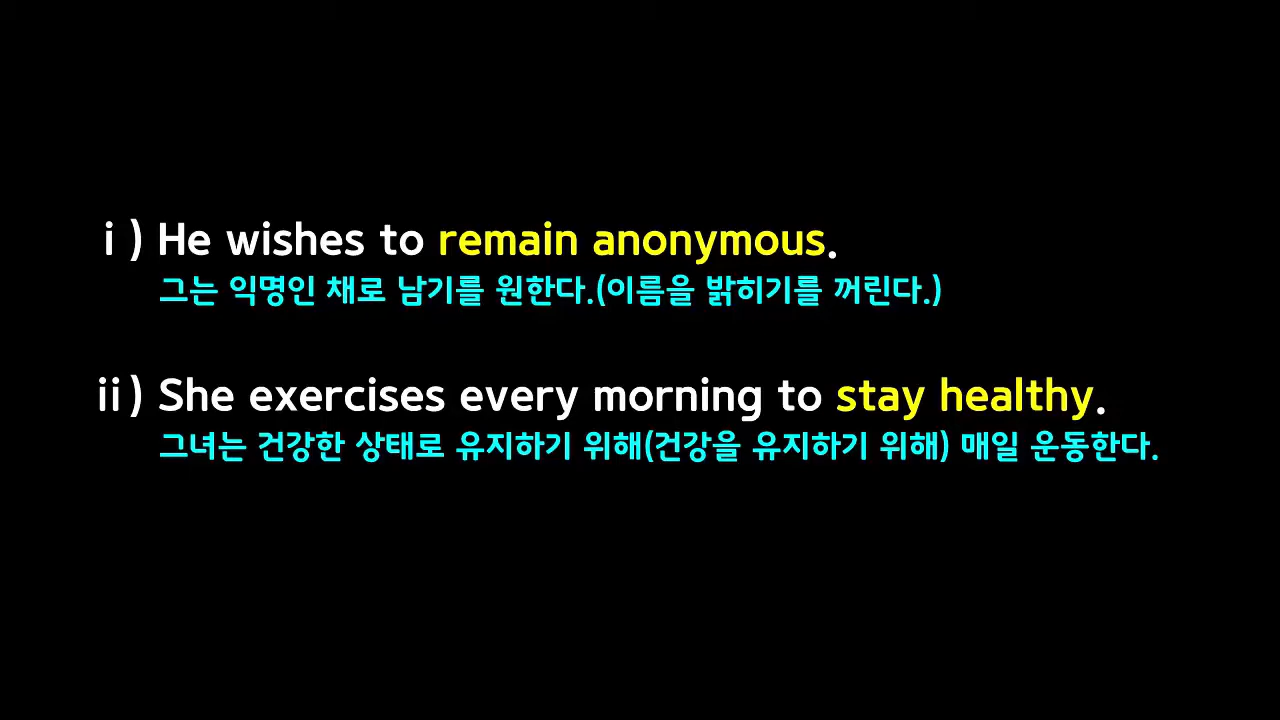 ⅰ) He wishes to remain anonymous.
그는 익명인 채로 남기를 원한다.(이름을 밝히기를 꺼린다.)
ⅱ) She exercises every morning to stay healthy.
그녀는 건강한 상태로 유지하기 위해(건강을 유지하기 위해) 매일 운동한다.